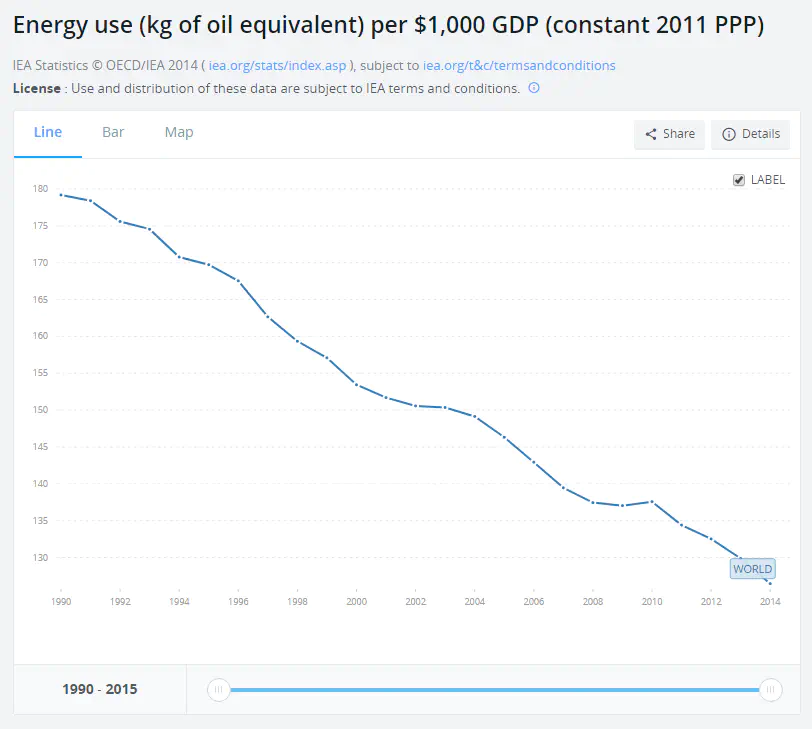 Energy use (kg of oil equivalent) per $1,000 GDP (constant 2011 PPP)
IEA Statistics © OECD/IEA 2014 ( iea.org/stats/index.asp ), subject to iea.org/t&c/termsandconditions
License : Use and distribution of these data are subject to IEA terms and conditions.
Line Bar Map Share Details
LABEL
180
175
170
165
160
155
150
145
140
135
130
WORLD
1990 1992 1994 1996 1998 2000 2002 2004 2006 2008 2010 2012 2014
1990 - 2015